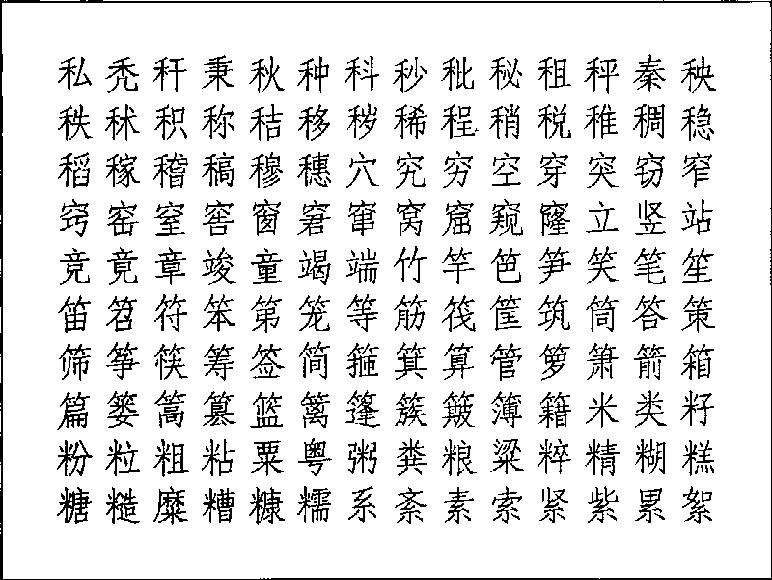 私秃秆秉秋种科秒秕秘租秤秦秧
秩秫积称秸移秽稀程稍税稚稠稳
稻稼稽稿穆穗穴究穷空穿突窃窄
窍窑窒窖窗窘窜窝窟窥窿立竖站
竞竟章竣童竭端竹竿笆笋笑笔笙
笛笤符笨第笼等筋筏筐筑筒答策
筛筝筷筹签简箍箕算管箩箫箭箱
篇篓篙篡篮篱篷簇簸簿籍米类籽
粉粒粗粘粟粤粥粪粮粱粹精糊糕
糖糙糜糟糠糯系紊素索紧紫累絮